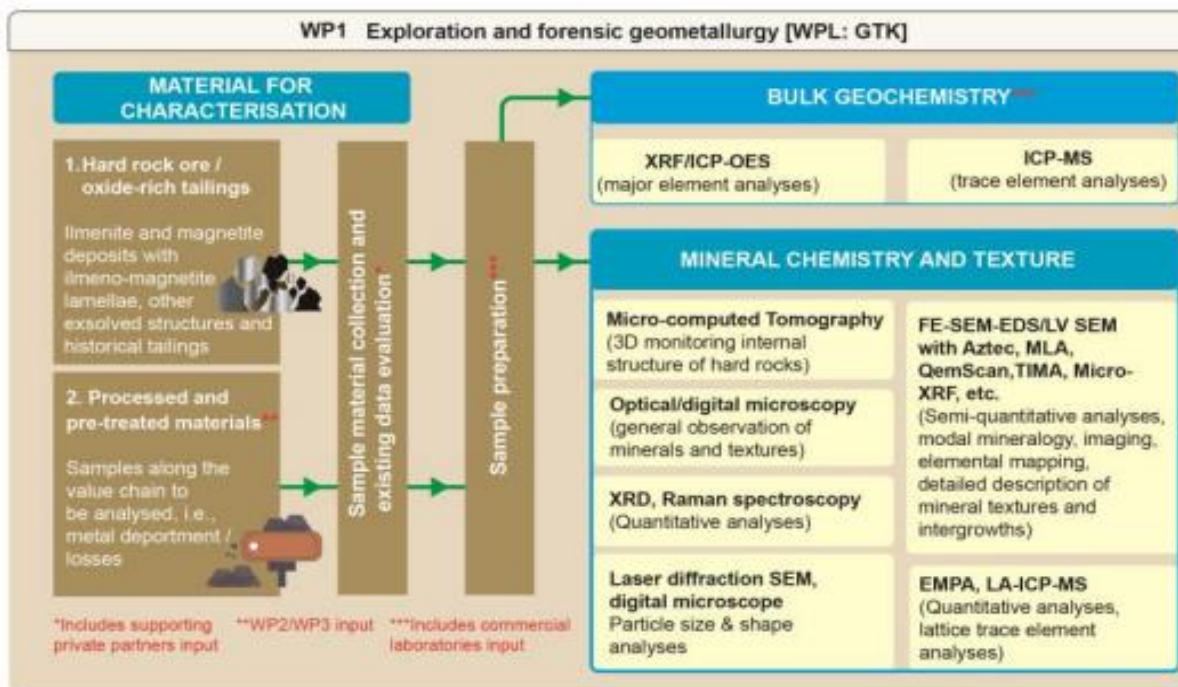 WP1 Exploration and forensic geometallurgy [WPL: GTK]
MATERIAL FOR
CHARACTERISATION
1. Hard rock ore /
oxide-rich tailings
Ilmenite and magnetite
deposits with
ilmeno-magnetite
lamellae, other
exsolved structures and
historical tailings
2. Processed and
pre-treated materials**
Samples along the
value chain to
be analysed, i.e.,
metal deportment /
losses
Sample material collection and
existing data evaluation*
Sample preparation***
BULK GEOCHEMISTRY***
XRF/ICP-OES
(major element analyses)
ICP-MS
(trace element analyses)
MINERAL CHEMISTRY AND TEXTURE
Micro-computed Tomography
(3D monitoring internal
structure of hard rocks)
Optical/digital microscopy
(general observation of
minerals and textures)
XRD, Raman spectroscopy
(Quantitative analyses)
Laser diffraction SEM,
digital microscope
Particle size & shape
analyses
FE-SEM-EDS/LV SEM
with Aztec, MLA,
QemScan,TIMA, Micro-
XRF, etc.
(Semi-quantitative analyses,
modal mineralogy, imaging,
elemental mapping,
detailed description of
mineral textures and
intergrowths)
EMPA, LA-ICP-MS
(Quantitative analyses,
lattice trace element
analyses)
*Includes supporting
private partners input
**WP2/WP3 input
***Includes commercial
laboratories input